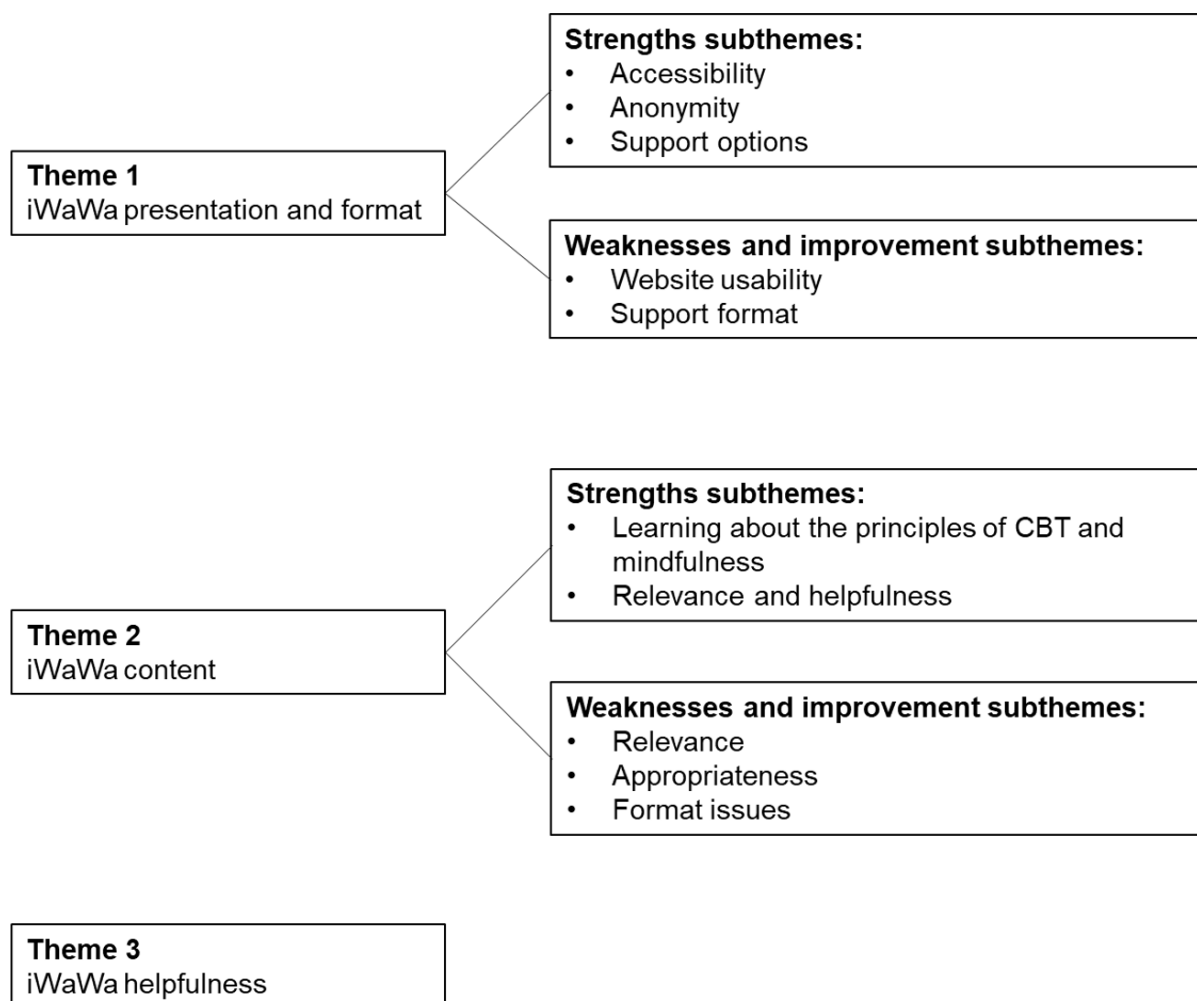 Theme 1
iWaWa presentation and format
Strengths subthemes:
• Accessibility
• Anonymity
• Support options
Weaknesses and improvement subthemes:
• Website usability
• Support format
Theme 2
iWaWa content
Strengths subthemes:
• Learning about the principles of CBT and
mindfulness
• Relevance and helpfulness
Weaknesses and improvement subthemes:
• Relevance
• Appropriateness
• Format issues
Theme 3
iWaWa helpfulness